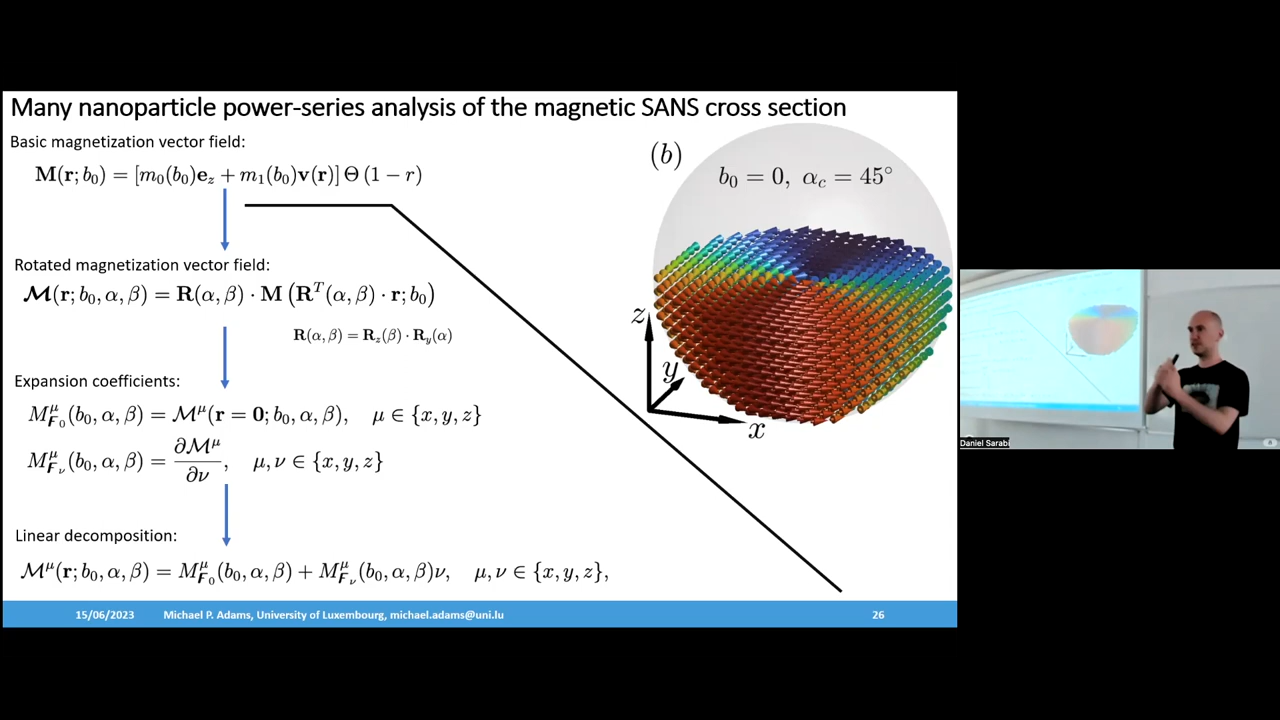 Many nanoparticle power-series analysis of the magnetic SANS cross section
Basic magnetization vector field:
M(r; b₀) = [m₀(b₀)e_z + m₁(b₀)v(r)] Θ (1 − r)
Rotated magnetization vector field:
ℳ(r; b₀, α, β) = R(α, β) · M (Rᵀ(α, β) · r; b₀)
R(α, β) = R_z(β) · R_y(α)
Expansion coefficients:
M^μ_{F₀}(b₀, α, β) = ℳ^μ(r = 0; b₀, α, β), μ ∈ {x, y, z}
M^μ_{F_ν}(b₀, α, β) = ∂ℳ^μ/∂ν, μ, ν ∈ {x, y, z}
Linear decomposition:
ℳ^μ(r; b₀, α, β) = M^μ_{F₀}(b₀, α, β) + M^μ_{F_ν}(b₀, α, β)ν, μ, ν ∈ {x, y, z},
(b)
b₀ = 0, α_c = 45°
z
y
x
15/06/2023 Michael P. Adams, University of Luxembourg, michael.adams@uni.lu 26
Daniel Sarabi